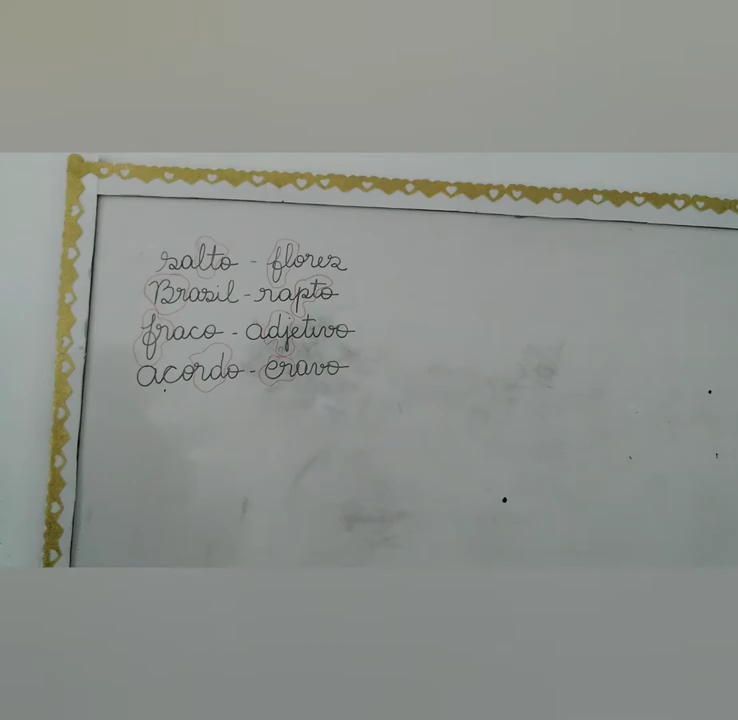 salto - flores
Brasil - rapto
fraco - adjetivo
acordo - cravo